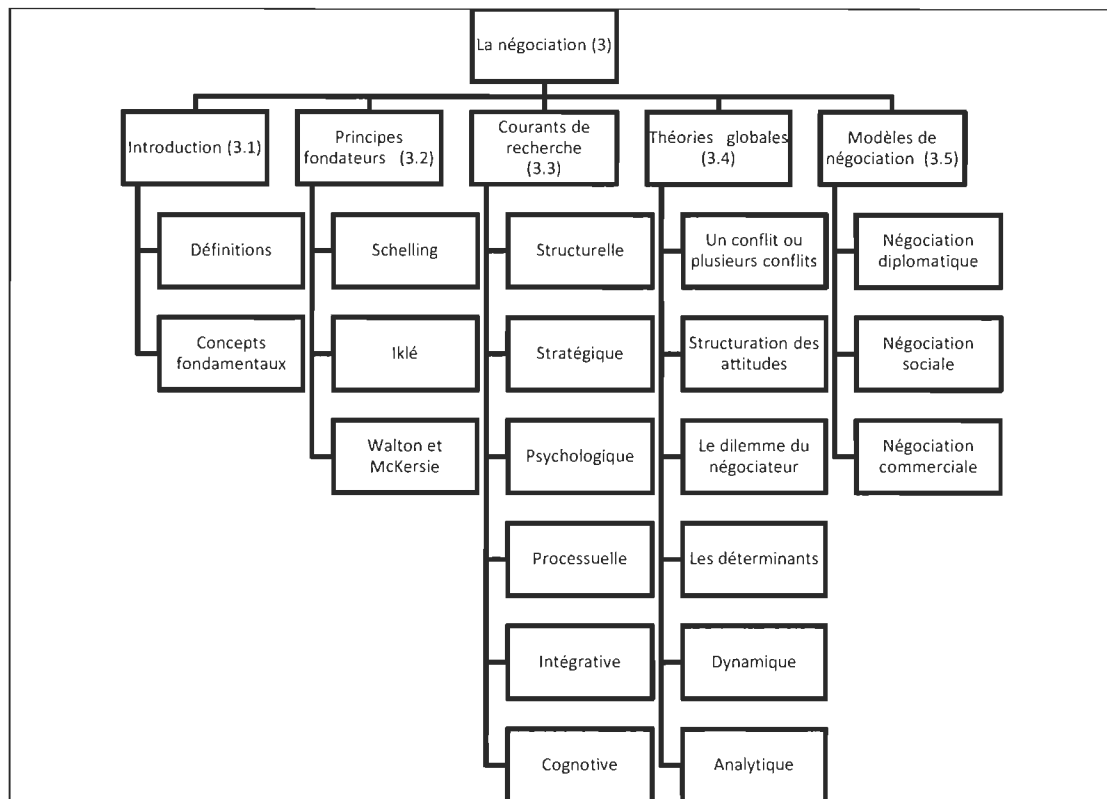 La négociation (3)
Introduction (3.1)
Principes
fondateurs (3.2)
Courants de
recherche
(3.3)
Théories globales
(3.4)
Modèles de
négociation (3.5)
Définitions
Concepts
fondamentaux
Schelling
Iklé
Walton et
McKersie
Structurelle
Stratégique
Psychologique
Processuelle
Intégrative
Cognotive
Un conflit ou
plusieurs conflits
Structuration des
attitudes
Le dilemme du
négociateur
Les déterminants
Dynamique
Analytique
Négociation
diplomatique
Négociation
sociale
Négociation
commerciale